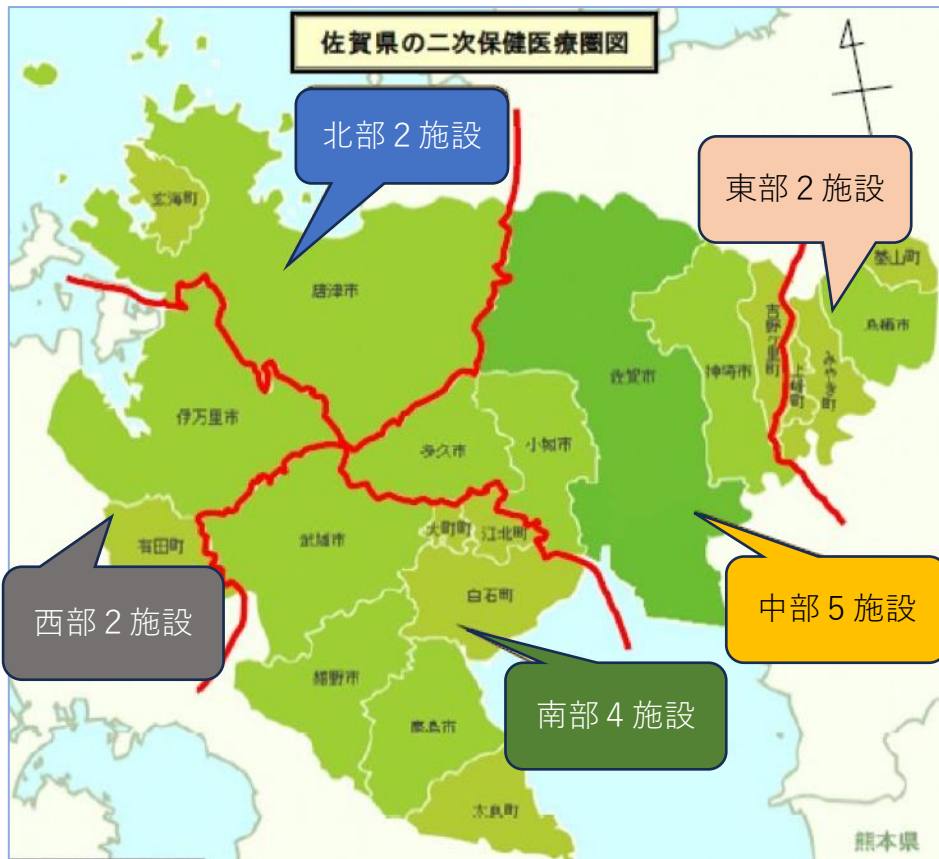 佐賀県の二次保健医療圏図
北部２施設
東部２施設
玄海町
基山町
唐津市
鳥栖市
吉野ヶ里町
佐賀市
神埼市
上峰町
みやき町
伊万里市
多久市
小城市
有田町
武雄市
大町町
江北町
西部２施設
白石町
中部５施設
嬉野市
鹿島市
南部４施設
太良町
熊本県